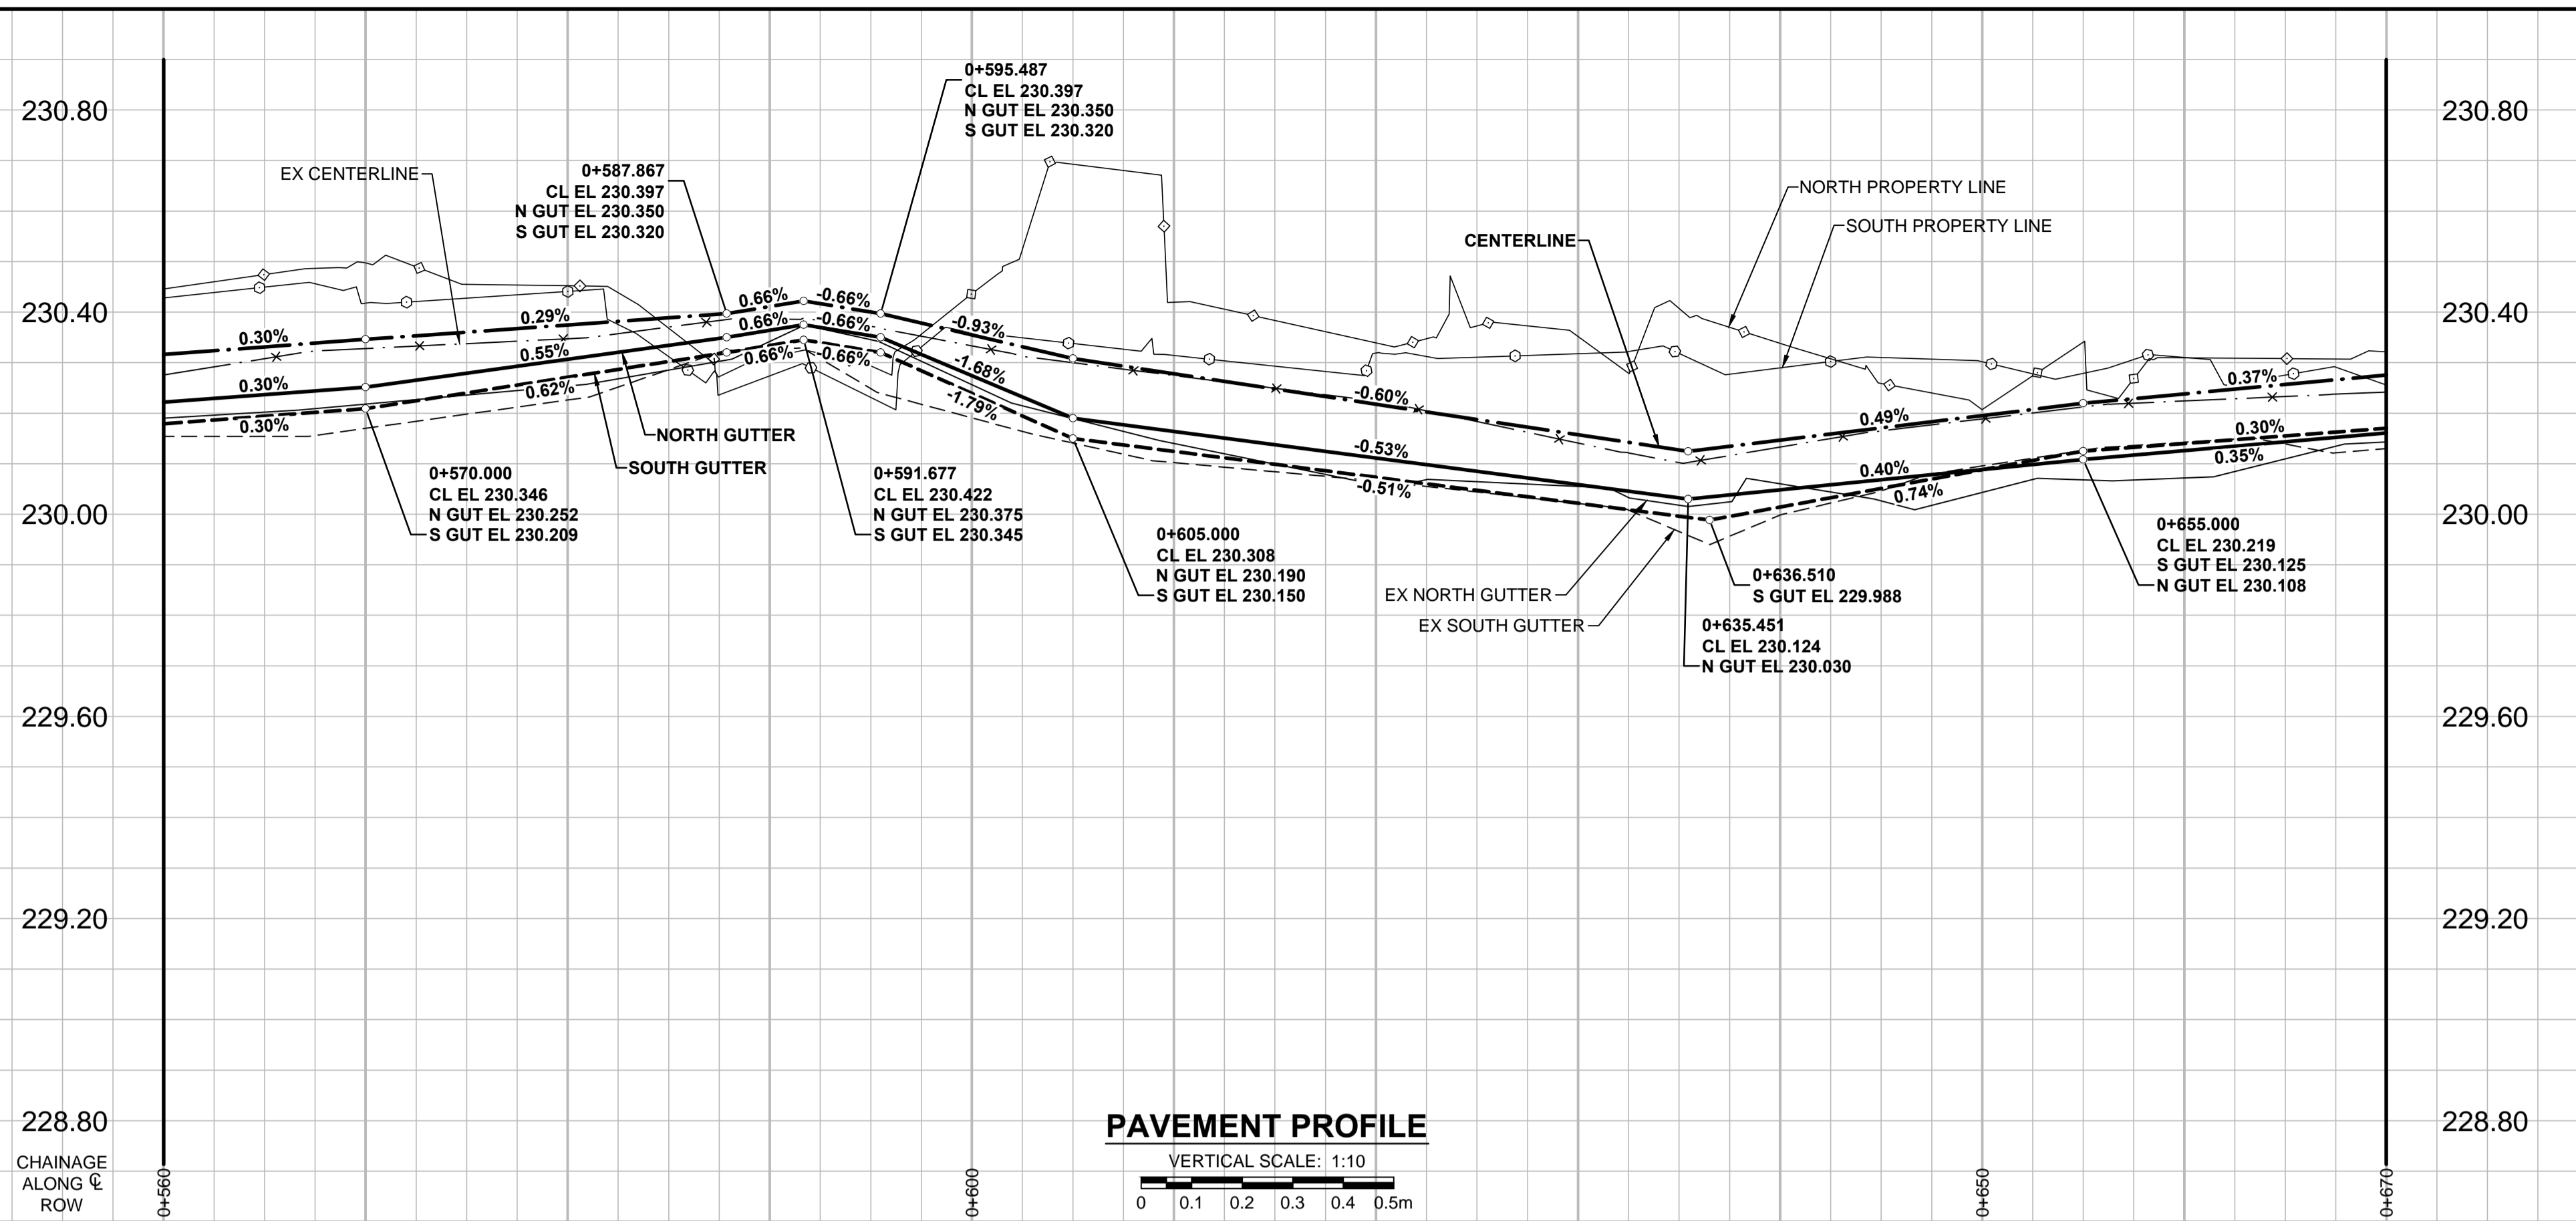 0+595.487
CL EL 230.397
N GUT EL 230.350
S GUT EL 230.320
230.80
230.80
EX CENTERLINE
0+587.867
CL EL 230.397
N GUT EL 230.350
S GUT EL 230.320
NORTH PROPERTY LINE
SOUTH PROPERTY LINE
CENTERLINE
230.40
230.40
0.30%
0.29%
0.66%
-0.66%
-0.93%
-0.60%
0.49%
0.37%
0.30%
0.55%
0.66%
-0.66%
-1.68%
-0.53%
0.40%
0.35%
0.30%
0.62%
0.66%
-0.66%
-1.79%
-0.51%
0.74%
0.30%
NORTH GUTTER
SOUTH GUTTER
230.00
230.00
0+570.000
CL EL 230.346
N GUT EL 230.252
S GUT EL 230.209
0+591.677
CL EL 230.422
N GUT EL 230.375
S GUT EL 230.345
0+605.000
CL EL 230.308
N GUT EL 230.190
S GUT EL 230.150
EX NORTH GUTTER
EX SOUTH GUTTER
0+636.510
S GUT EL 229.988
0+635.451
CL EL 230.124
N GUT EL 230.030
0+655.000
CL EL 230.219
S GUT EL 230.125
N GUT EL 230.108
229.60
229.60
229.20
229.20
228.80
228.80
PAVEMENT PROFILE
VERTICAL SCALE: 1:10
0 0.1 0.2 0.3 0.4 0.5m
CHAINAGE
ALONG ℄
ROW
0+560
0+600
0+650
0+670